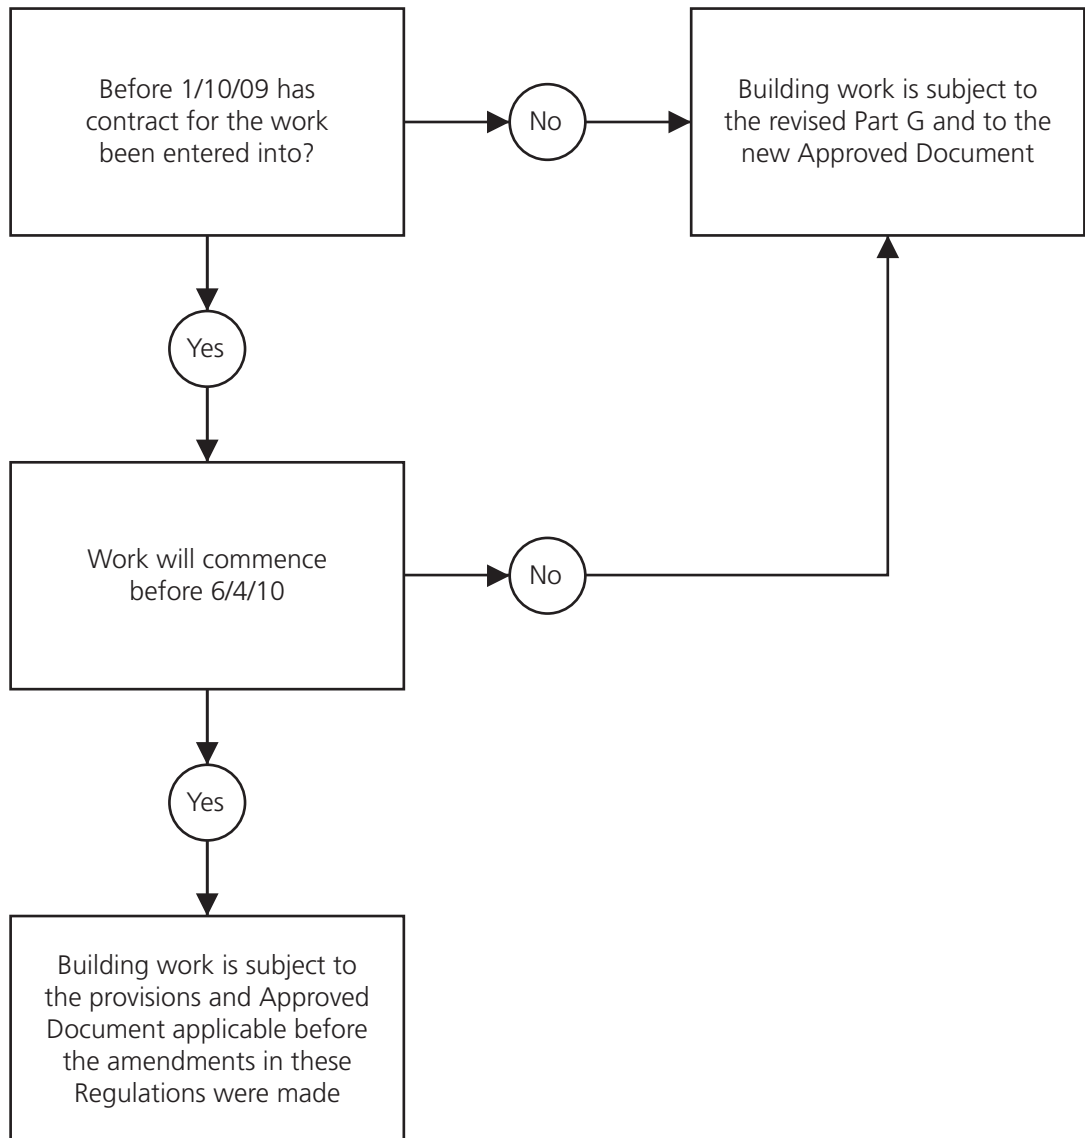 Before 1/10/09 has
contract for the work
been entered into?
No
Building work is subject to
the revised Part G and to the
new Approved Document
Yes
Work will commence
before 6/4/10
No
Yes
Building work is subject to
the provisions and Approved
Document applicable before
the amendments in these
Regulations were made